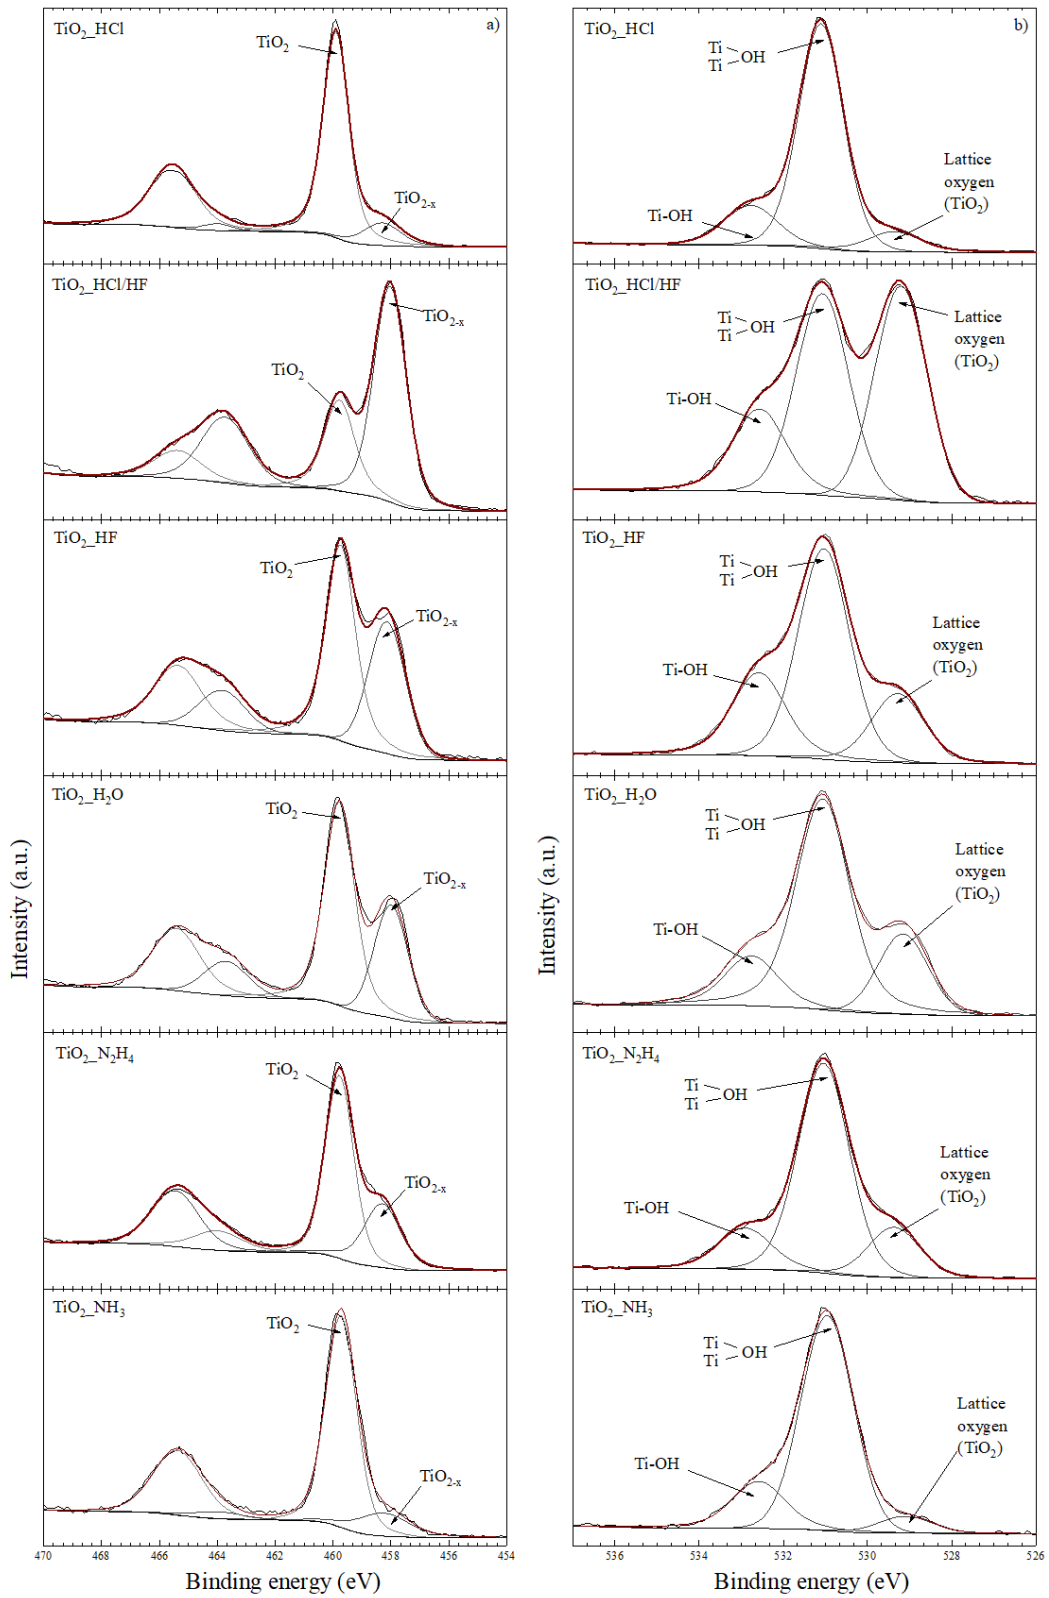 TiO2_HCl
a)
TiO2
TiO2-x
TiO2_HCl/HF
TiO2-x
TiO2
TiO2_HF
TiO2
TiO2-x
TiO2_H2O
TiO2
TiO2-x
TiO2_N2H4
TiO2
TiO2-x
TiO2_NH3
TiO2
TiO2-x
Intensity (a.u.)
470 468 466 464 462 460 458 456 454
Binding energy (eV)
TiO2_HCl
b)
Ti
OH
Ti
Lattice
oxygen
(TiO2)
Ti-OH
TiO2_HCl/HF
Ti
OH
Ti
Lattice
oxygen
(TiO2)
Ti-OH
TiO2_HF
Ti
OH
Ti
Lattice
oxygen
(TiO2)
Ti-OH
TiO2_H2O
Ti
OH
Ti
Lattice
oxygen
(TiO2)
Ti-OH
TiO2_N2H4
Ti
OH
Ti
Lattice
oxygen
(TiO2)
Ti-OH
TiO2_NH3
Ti
OH
Ti
Lattice
oxygen
(TiO2)
Ti-OH
Intensity (a.u.)
536 534 532 530 528 526
Binding energy (eV)